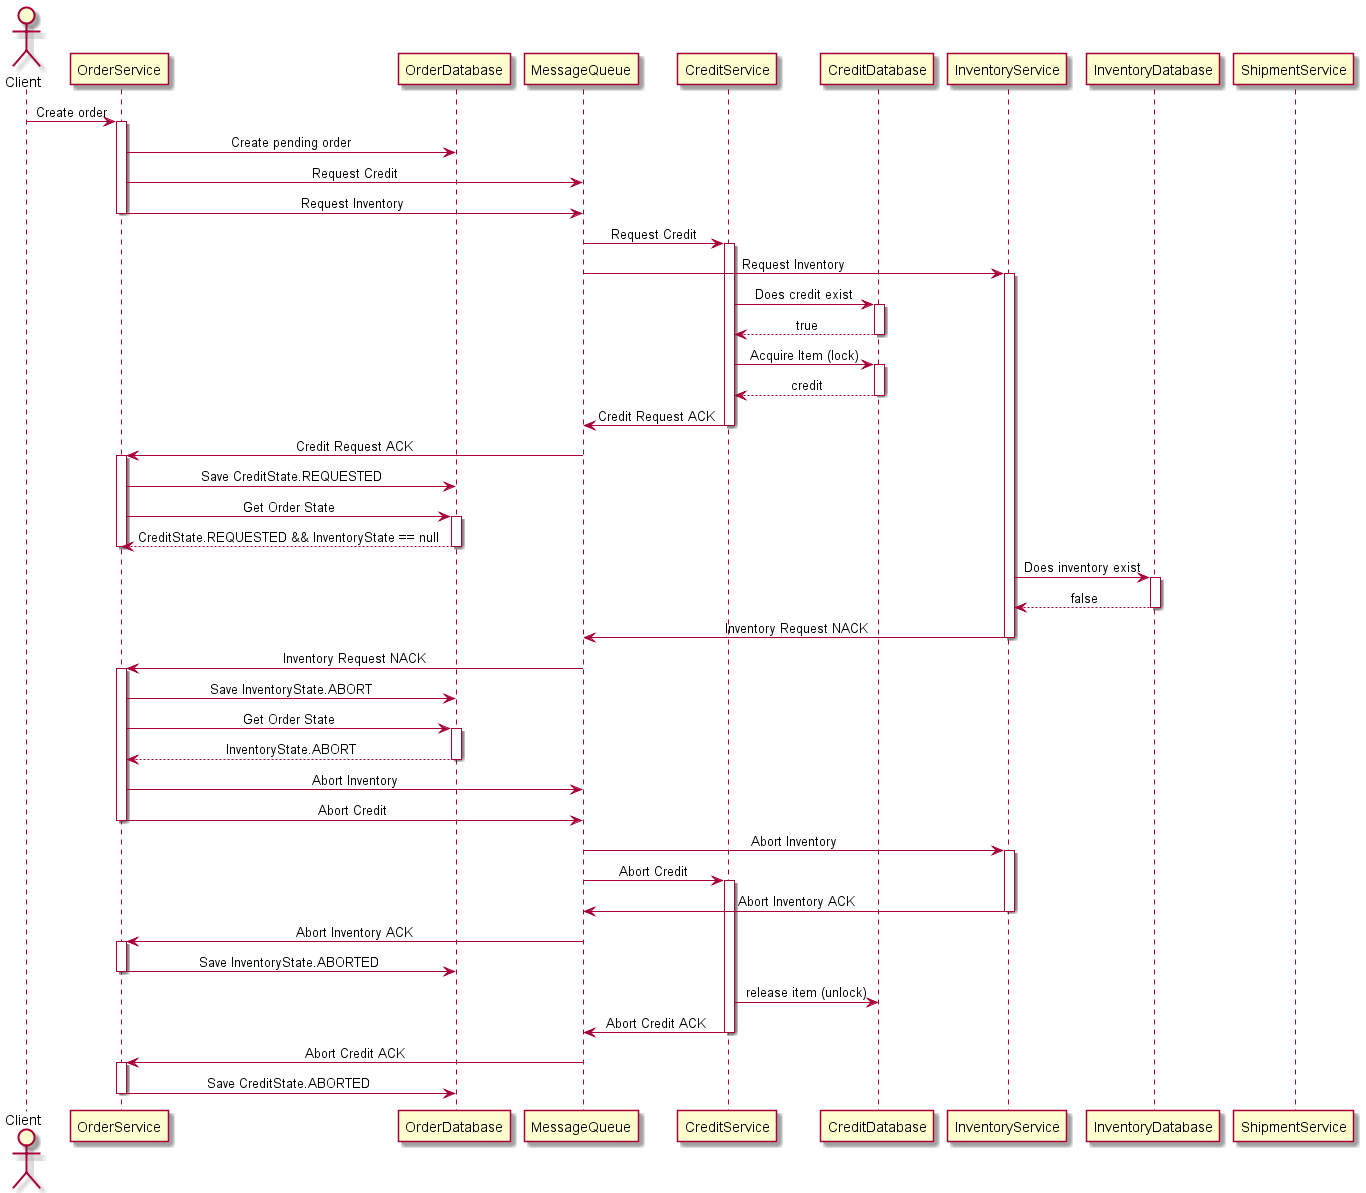 Client
OrderService
OrderDatabase
MessageQueue
CreditService
CreditDatabase
InventoryService
InventoryDatabase
ShipmentService
Create order
Create pending order
Request Credit
Request Inventory
Request Credit
Request Inventory
Does credit exist
true
Acquire Item (lock)
credit
Credit Request ACK
Credit Request ACK
Save CreditState.REQUESTED
Get Order State
CreditState.REQUESTED && InventoryState == null
Does inventory exist
false
Inventory Request NACK
Inventory Request NACK
Save InventoryState.ABORT
Get Order State
InventoryState.ABORT
Abort Inventory
Abort Credit
Abort Inventory
Abort Credit
Abort Inventory ACK
Abort Inventory ACK
Save InventoryState.ABORTED
release item (unlock)
Abort Credit ACK
Abort Credit ACK
Save CreditState.ABORTED
Client
OrderService
OrderDatabase
MessageQueue
CreditService
CreditDatabase
InventoryService
InventoryDatabase
ShipmentService